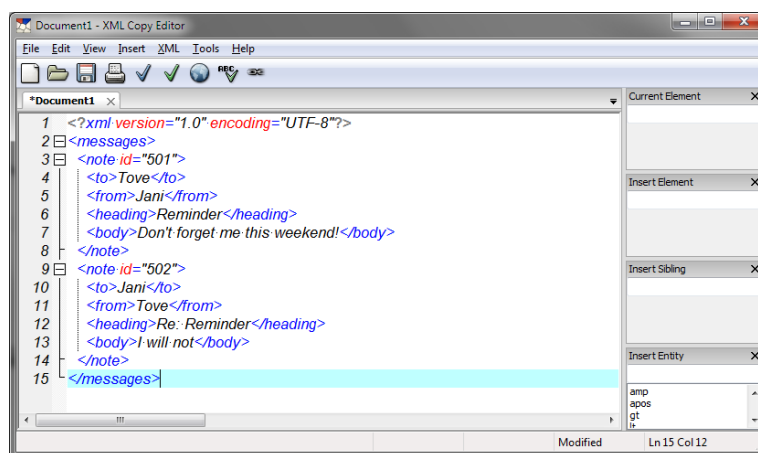 Document1 - XML Copy Editor
File Edit View Insert XML Tools Help
ABC
*Document1
1 <?xml version="1.0" encoding="UTF-8"?>
2 <messages>
3 <note id="501">
4 <to>Tove</to>
5 <from>Jani</from>
6 <heading>Reminder</heading>
7 <body>Don't forget me this weekend!</body>
8 </note>
9 <note id="502">
10 <to>Jani</to>
11 <from>Tove</from>
12 <heading>Re: Reminder</heading>
13 <body>I will not</body>
14 </note>
15 </messages>
Current Element
Insert Element
Insert Sibling
Insert Entity
amp
apos
gt
lt
Modified Ln 15 Col 12